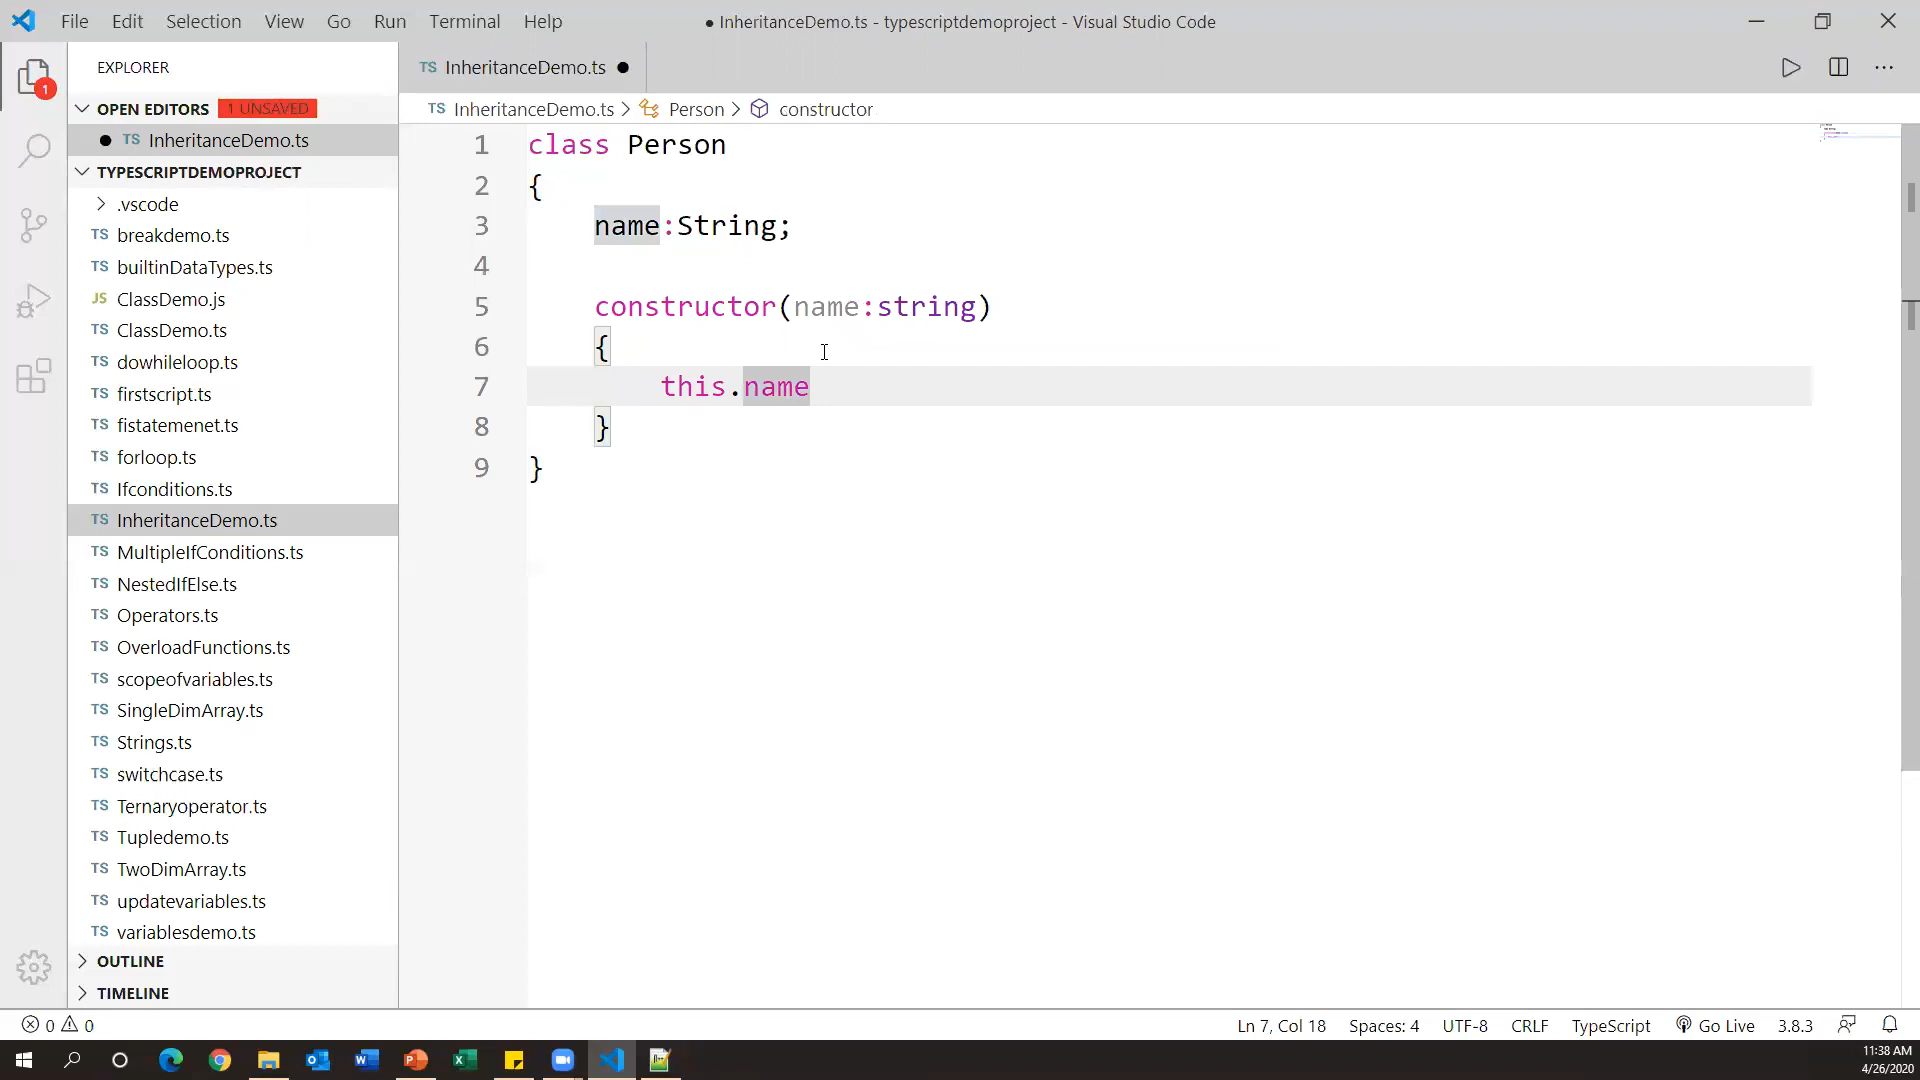 File Edit Selection View Go Run Terminal Help
● InheritanceDemo.ts - typescriptdemoproject - Visual Studio Code
EXPLORER
TS InheritanceDemo.ts ●
1
OPEN EDITORS 1 UNSAVED
TS InheritanceDemo.ts > Person > constructor
● TS InheritanceDemo.ts
TYPESCRIPTDEMOPROJECT
> .vscode
TS breakdemo.ts
TS builtinDataTypes.ts
JS ClassDemo.js
TS ClassDemo.ts
TS dowhileloop.ts
TS firstscript.ts
TS fistatemenet.ts
TS forloop.ts
TS Ifconditions.ts
TS InheritanceDemo.ts
TS MultipleIfConditions.ts
TS NestedIfElse.ts
TS Operators.ts
TS OverloadFunctions.ts
TS scopeofvariables.ts
TS SingleDimArray.ts
TS Strings.ts
TS switchcase.ts
TS Ternaryoperator.ts
TS Tupledemo.ts
TS TwoDimArray.ts
TS updatevariables.ts
TS variablesdemo.ts
> OUTLINE
> TIMELINE
1 class Person
2 {
3 name:String;
4
5 constructor(name:string)
6 {
7 this.name
8 }
9 }
0 0
Ln 7, Col 18 Spaces: 4 UTF-8 CRLF TypeScript Go Live 3.8.3
11:38 AM
4/26/2020